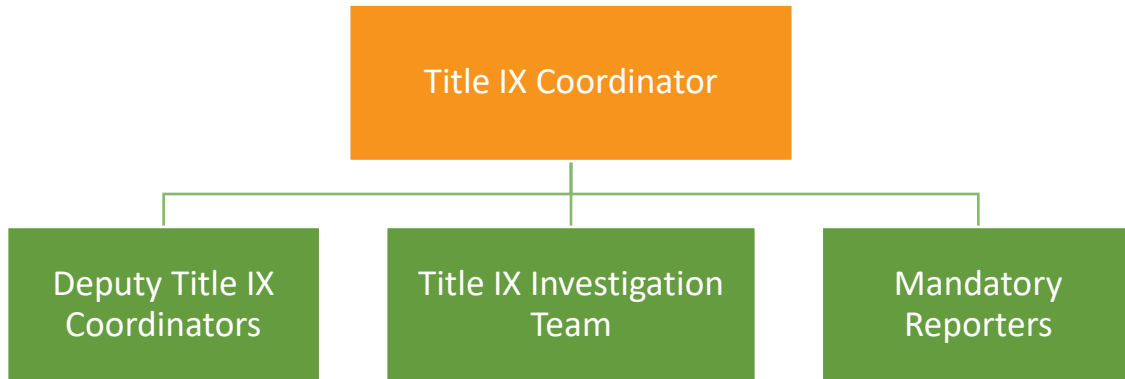 Title IX Coordinator
Deputy Title IX
Coordinators
Title IX Investigation
Team
Mandatory
Reporters